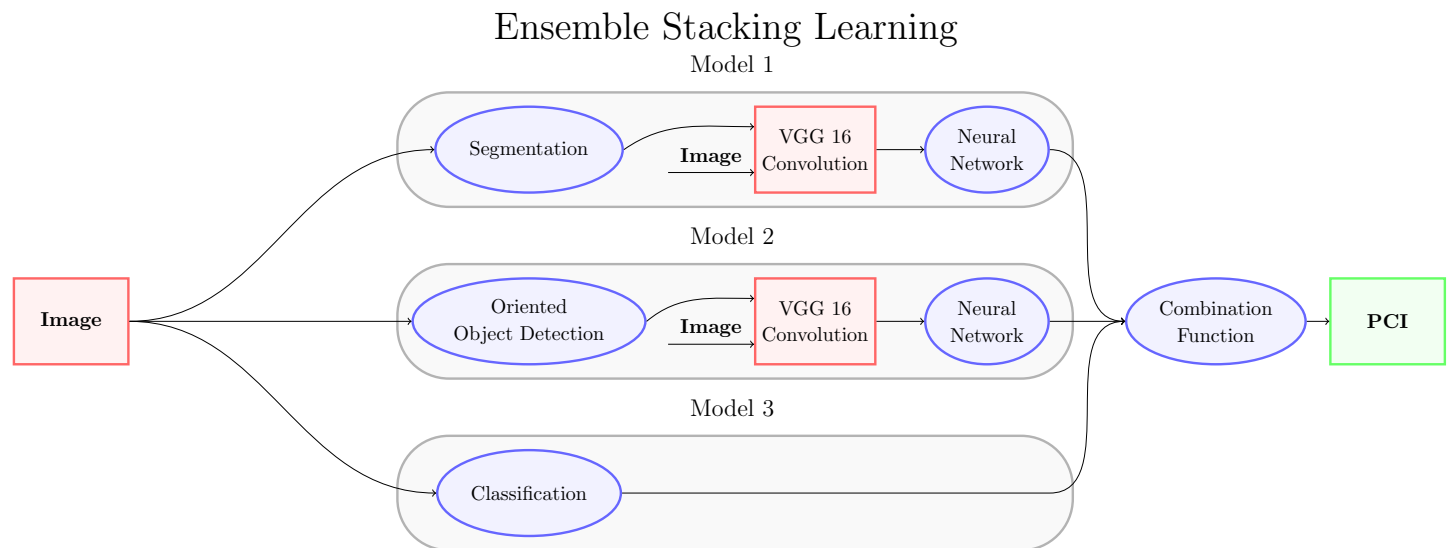 Ensemble Stacking Learning
Model 1
Segmentation
Image
VGG 16
Convolution
Neural
Network
Model 2
Image
Oriented
Object Detection
Image
VGG 16
Convolution
Neural
Network
Combination
Function
PCI
Model 3
Classification